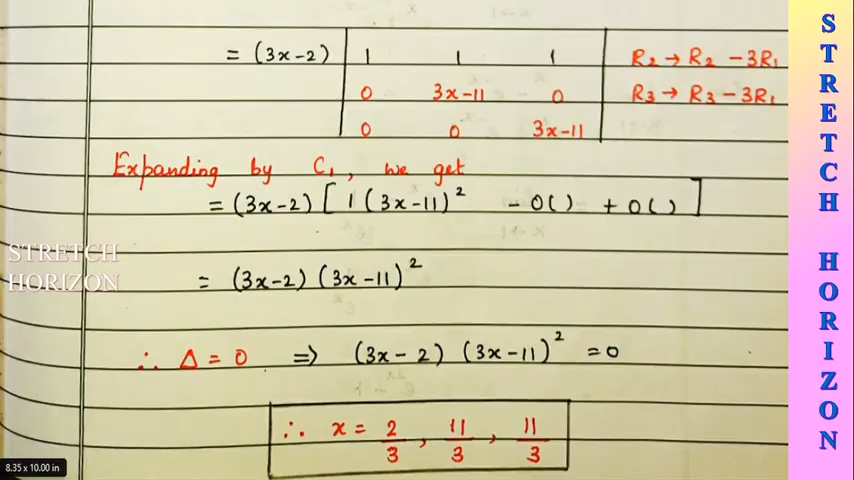 = (3x-2) | 1 1 1 | R₂ → R₂ - 3R₁
0 3x-11 0 | R₃ → R₃ - 3R₁
0 0 3x-11 |
Expanding by C₁, we get
= (3x-2) [ 1 (3x-11)² - 0( ) + 0( ) ]
STRETCH
HORIZON
= (3x-2) (3x-11)²
∴ Δ = 0 ⇒ (3x-2) (3x-11)² = 0
∴ x = 2/3, 11/3, 11/3
8.35 x 10.00 in
STRETCH HORIZON